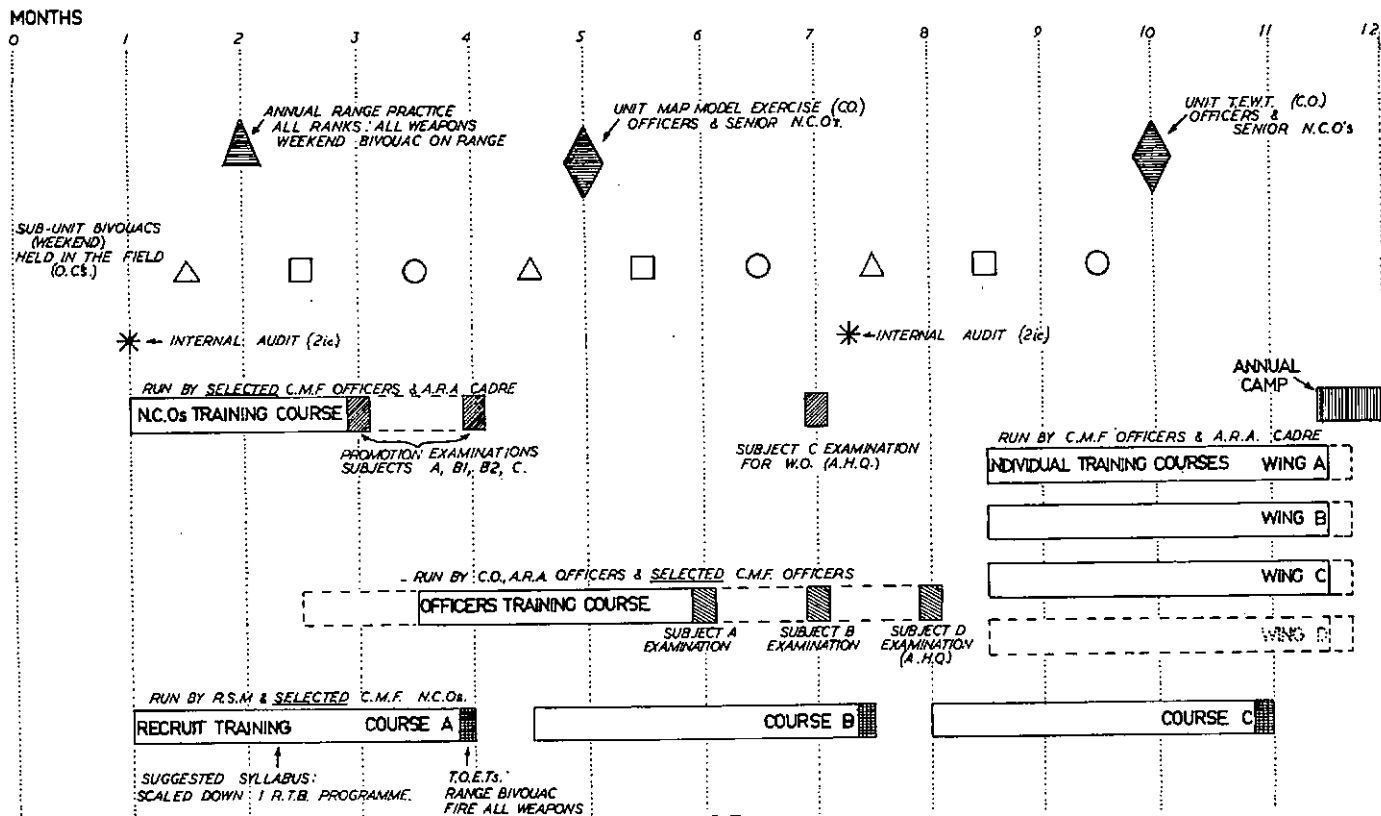 MONTHS
0 1 2 3 4 5 6 7 8 9 10 11 12
ANNUAL RANGE PRACTICE
ALL RANKS: ALL WEAPONS
WEEKEND BIVOUAC ON RANGE
UNIT MAP MODEL EXERCISE (CO.)
OFFICERS & SENIOR N.C.O's.
UNIT T.E.W.T. (C.O.)
OFFICERS &
SENIOR N.C.O's
SUB-UNIT BIVOUACS
(WEEKEND)
HELD IN THE FIELD
(O.C's.)
INTERNAL AUDIT (2ic)
INTERNAL AUDIT (2ic)
ANNUAL
CAMP
RUN BY SELECTED C.M.F OFFICERS & A.R.A CADRE
N.C.Os TRAINING COURSE
PROMOTION EXAMINATIONS
SUBJECTS A, B1, B2, C.
SUBJECT C EXAMINATION
FOR W.O. (A.H.Q.)
RUN BY C.M.F OFFICERS & A.R.A. CADRE
INDIVIDUAL TRAINING COURSES WING A
WING B
WING C
WING D
RUN BY C.O., A.R.A OFFICERS & SELECTED C.M.F. OFFICERS
OFFICERS TRAINING COURSE
SUBJECT A
EXAMINATION
SUBJECT B
EXAMINATION
SUBJECT D
EXAMINATION
(A.H.Q)
RUN BY R.S.M & SELECTED C.M.F. N.C.Os.
RECRUIT TRAINING COURSE A
COURSE B
COURSE C
SUGGESTED SYLLABUS:
SCALED DOWN 1 R.T.B. PROGRAMME.
T.O.E.Ts.
RANGE BIVOUAC
FIRE ALL WEAPONS